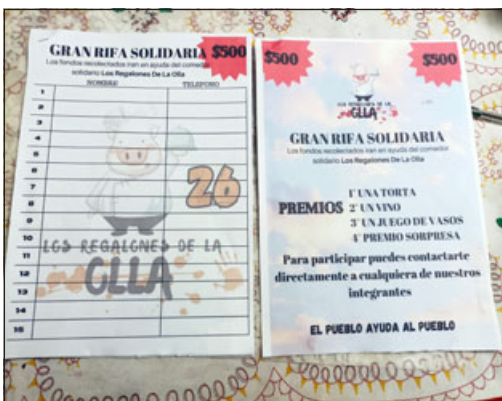 GRAN RIFA SOLIDARIA $500
Los fondos recolectados iran en ayuda del comedor
solidario Los Regalones De La Olla
NOMBRE TELEFONO
1
2
3
4
5
6
7
8
9
10
11
12
13
14
15
26
LOS REGALONES DE LA
OLLA
$500 $500
LOS REGALONES DE LA
OLLA
GRAN RIFA SOLIDARIA
Los fondos recolectados iran en ayuda del comedor
solidario Los Regalones De La Olla
PREMIOS
1° UNA TORTA
2° UN VINO
3° UN JUEGO DE VASOS
4° PREMIO SORPRESA
Para participar puedes contactarte
directamente a cualquiera de nuestros
integrantes
EL PUEBLO AYUDA AL PUEBLO